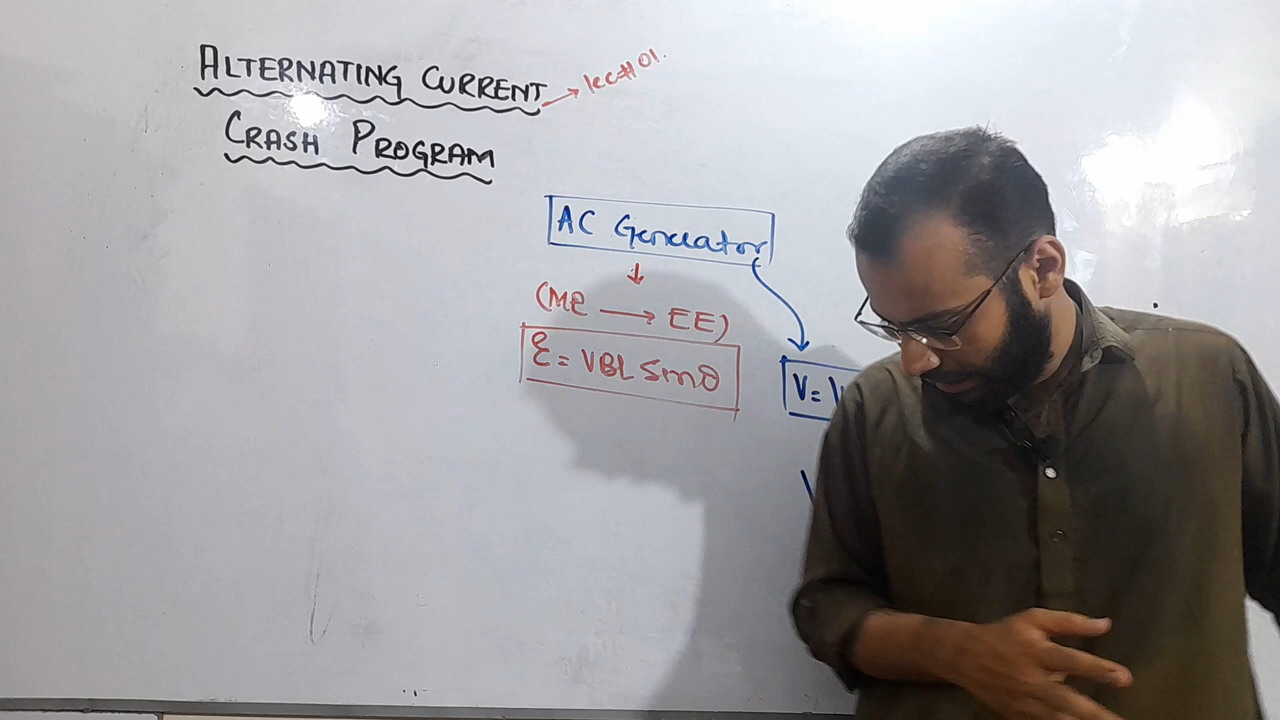 ALTERNATING CURRENT → lec#01.
CRASH PROGRAM
AC Generator
(ME → EE)
Ɛ = VBL Sinθ
V=